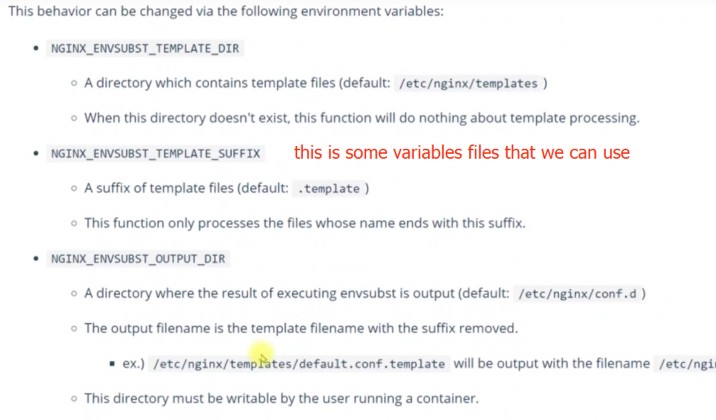 This behavior can be changed via the following environment variables:
• NGINX_ENVSUBST_TEMPLATE_DIR
◦ A directory which contains template files (default: /etc/nginx/templates )
◦ When this directory doesn't exist, this function will do nothing about template processing.
• NGINX_ENVSUBST_TEMPLATE_SUFFIX this is some variables files that we can use
◦ A suffix of template files (default: .template )
◦ This function only processes the files whose name ends with this suffix.
• NGINX_ENVSUBST_OUTPUT_DIR
◦ A directory where the result of executing envsubst is output (default: /etc/nginx/conf.d )
◦ The output filename is the template filename with the suffix removed.
▪ ex.) /etc/nginx/templates/default.conf.template will be output with the filename /etc/ngi
◦ This directory must be writable by the user running a container.